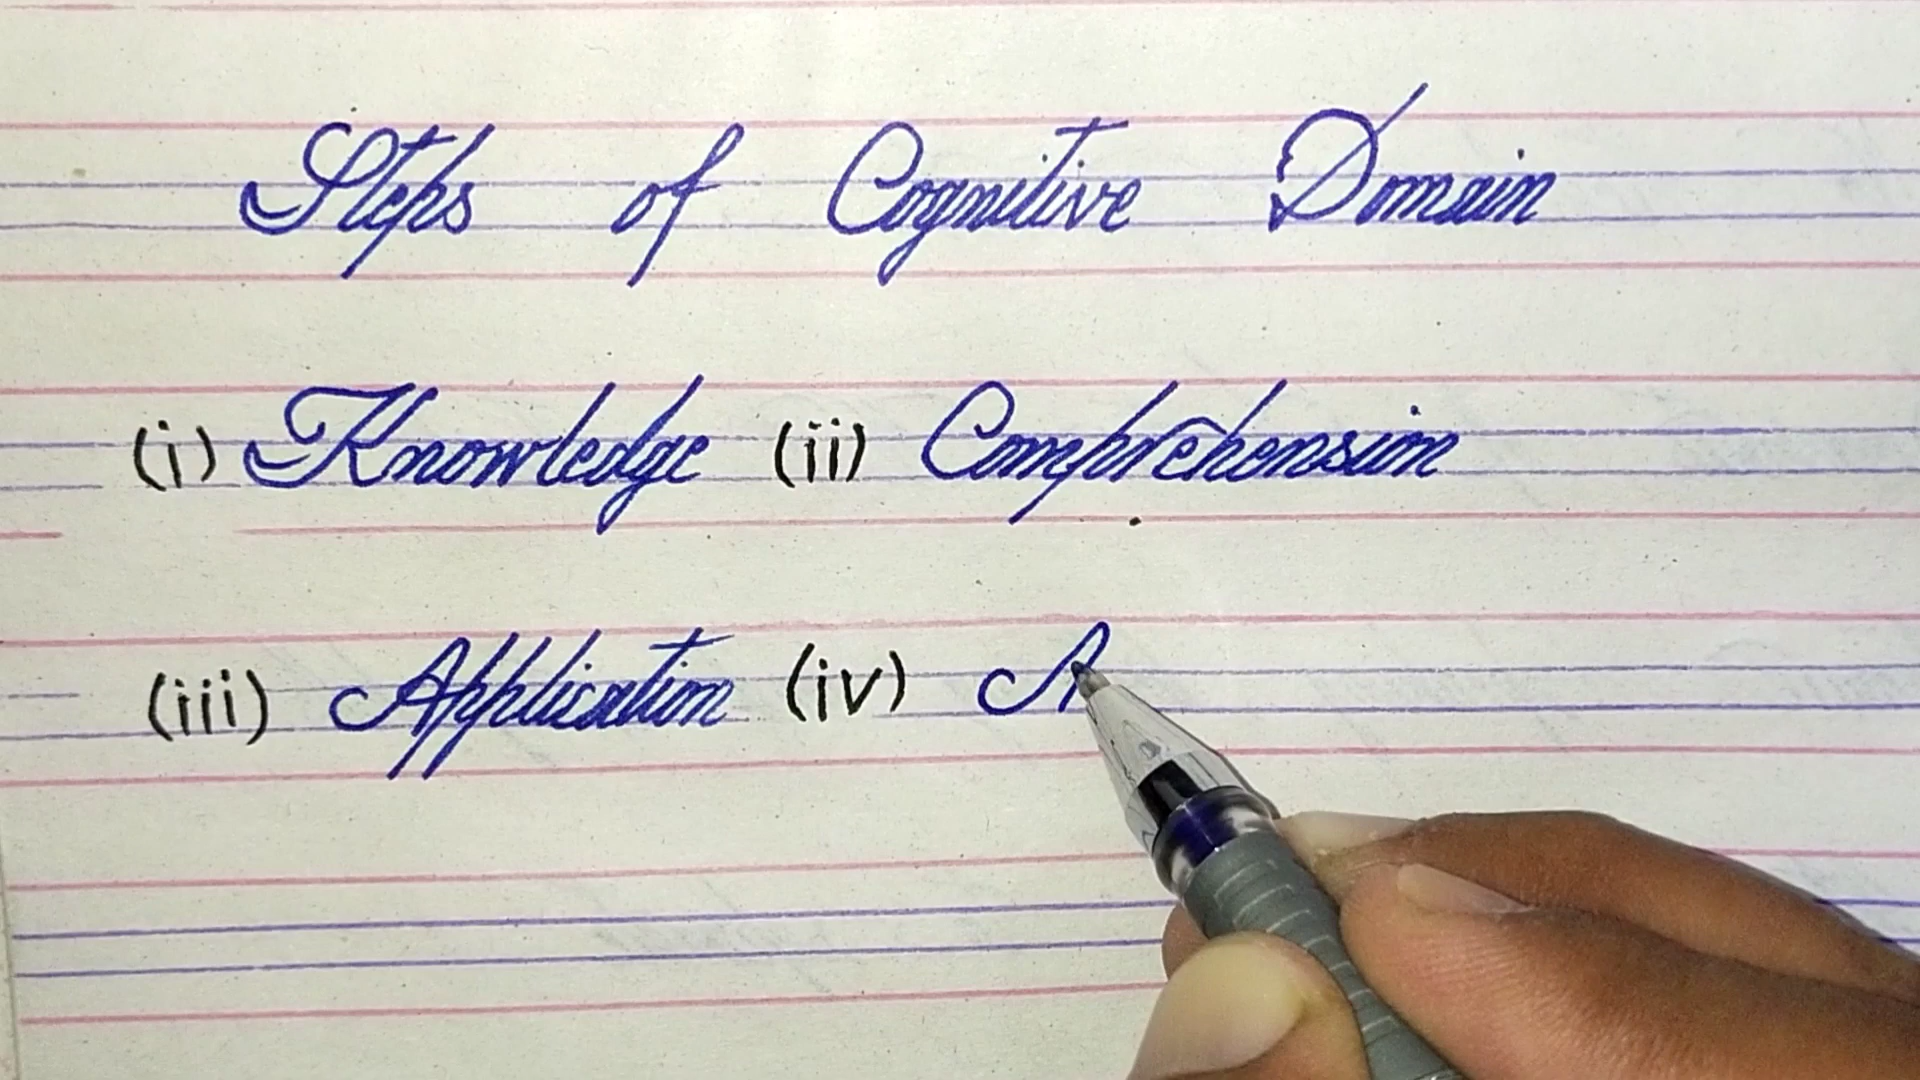 Steps of Cognitive Domain
(i) Knowledge (ii) Comprehension
(iii) Application (iv) A